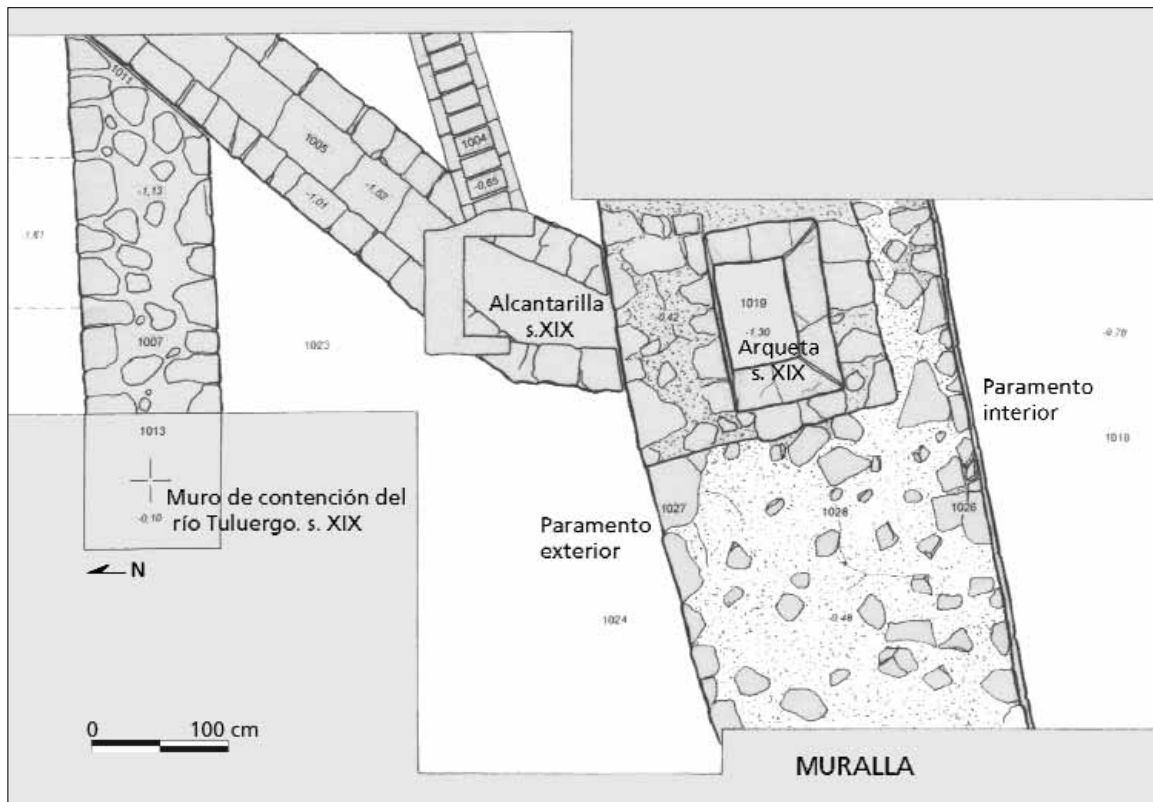 1011
1005
1004
-0,65
-1,13
-1,01
-1,62
-1,61
1007
1023
Alcantarilla
s.XIX
-0,42
1019
-1,30
Arqueta
s. XIX
-0,78
Paramento
interior
1018
1013
-0,10
Muro de contención del
río Tuluergo. s. XIX
N
Paramento
exterior
1027
1028
1026
1024
-0,48
0 100 cm
MURALLA